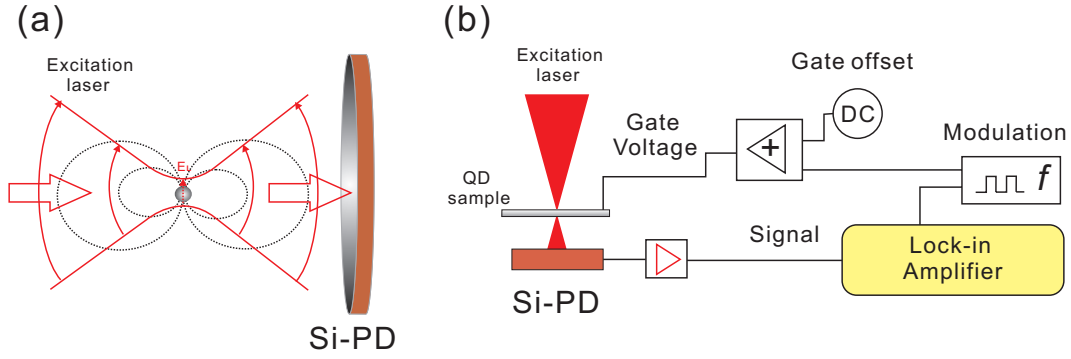 (a)
Excitation
laser
E
Si-PD
(b)
Excitation
laser
QD
sample
Si-PD
Gate
Voltage
+
Gate offset
DC
Modulation
f
Signal
Lock-in
Amplifier